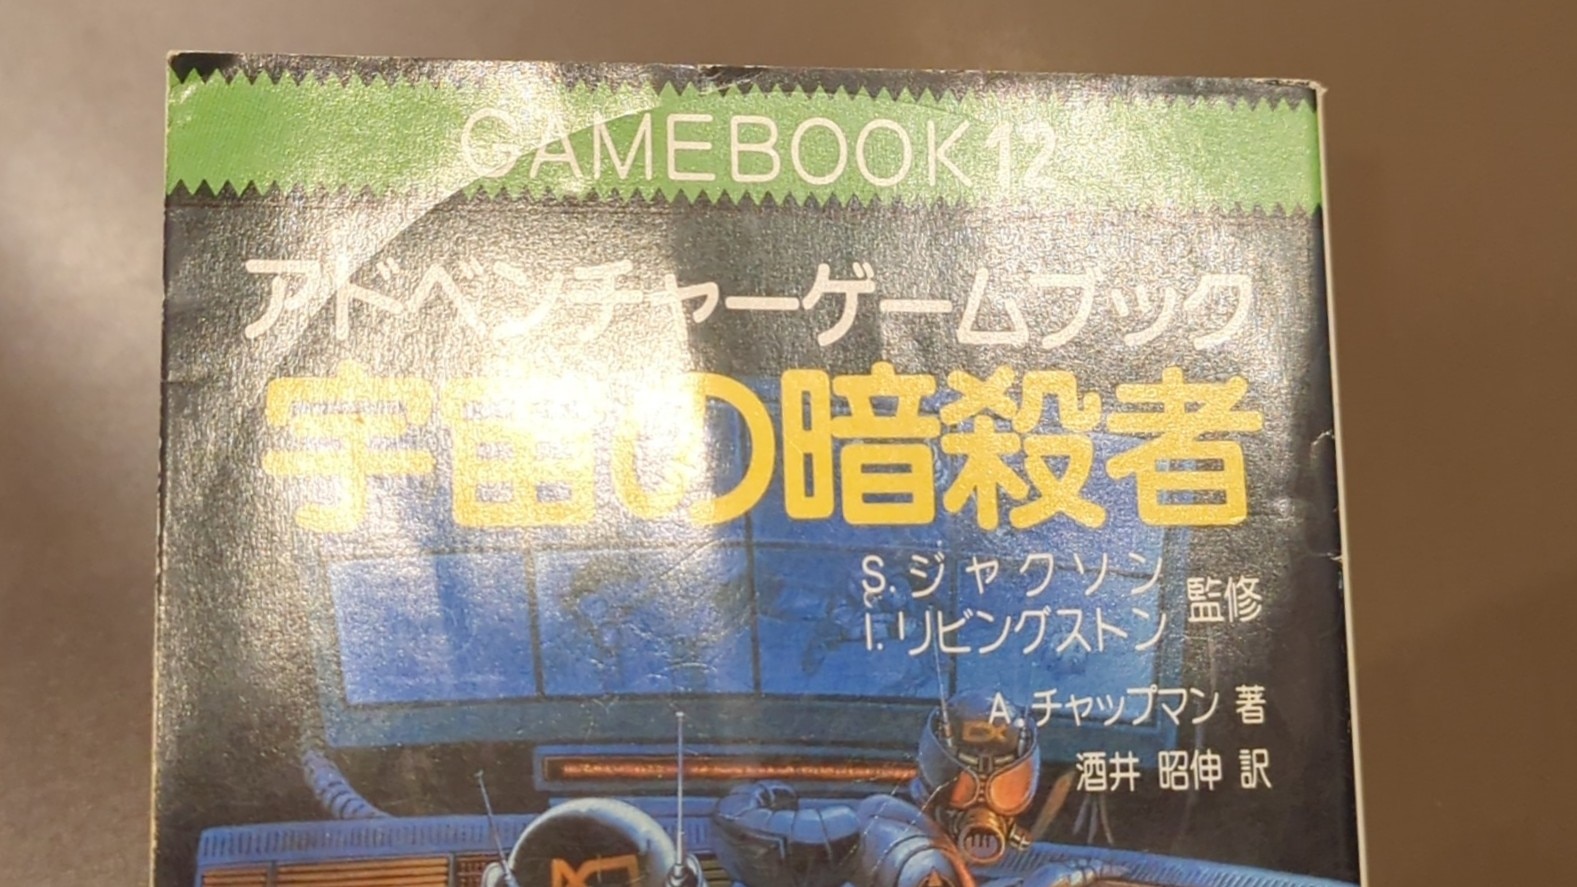 GAMEBOOK12
アドベンチャーゲームブック
宇宙の暗殺者
S.ジャクソン
I.リビングストン 監修
A.チャップマン 著
酒井 昭伸 訳